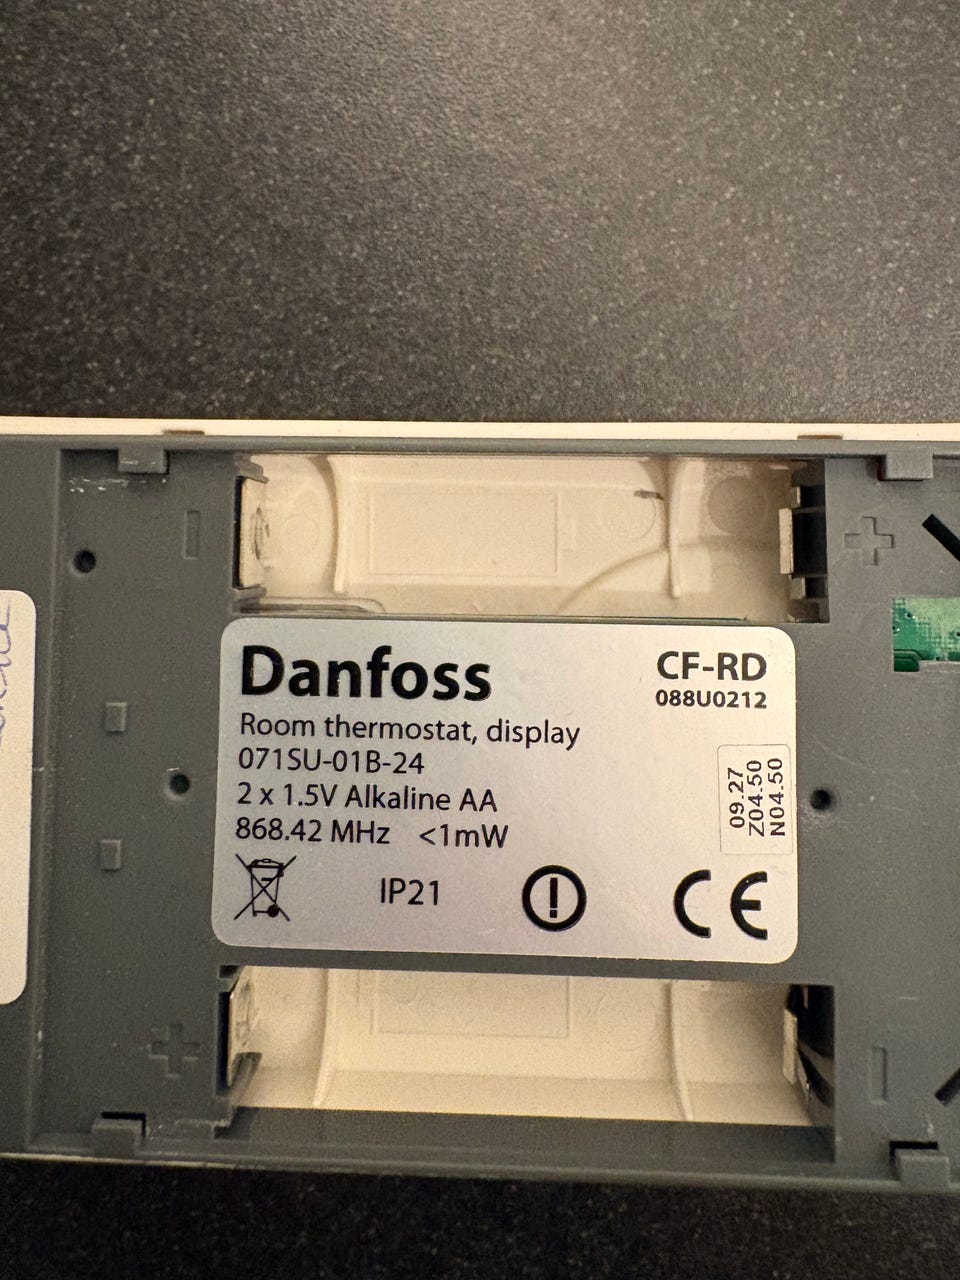 Danfoss
CF-RD
088U0212
Room thermostat, display
071SU-01B-24
2 x 1.5V Alkaline AA
868.42 MHz <1mW
09.27
Z04.50
N04.50
IP21
CE